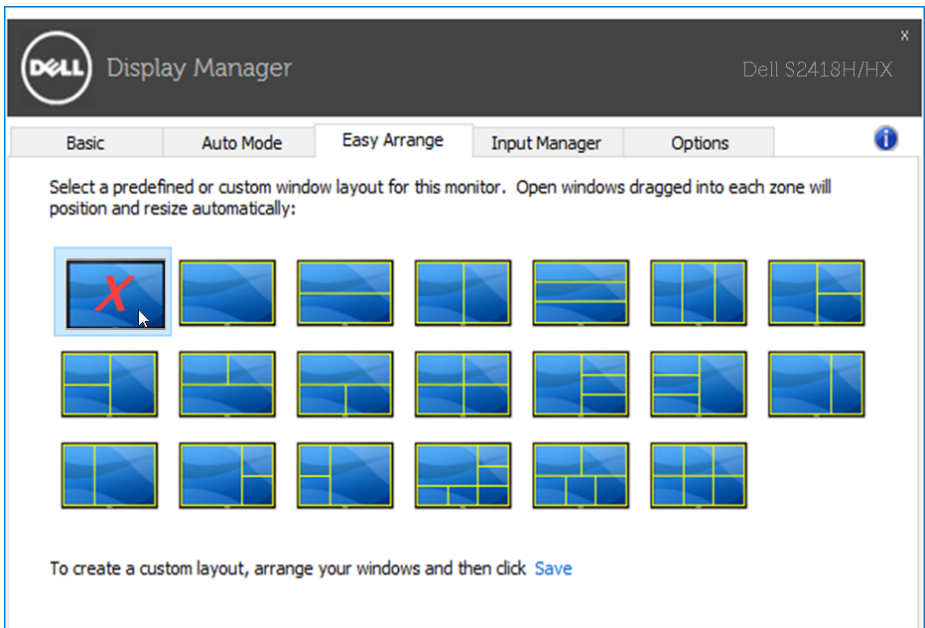 x
DELL
Display Manager
Dell S2418H/HX
Basic
Auto Mode
Easy Arrange
Input Manager
Options
i
Select a predefined or custom window layout for this monitor. Open windows dragged into each zone will
position and resize automatically:
X
To create a custom layout, arrange your windows and then click Save